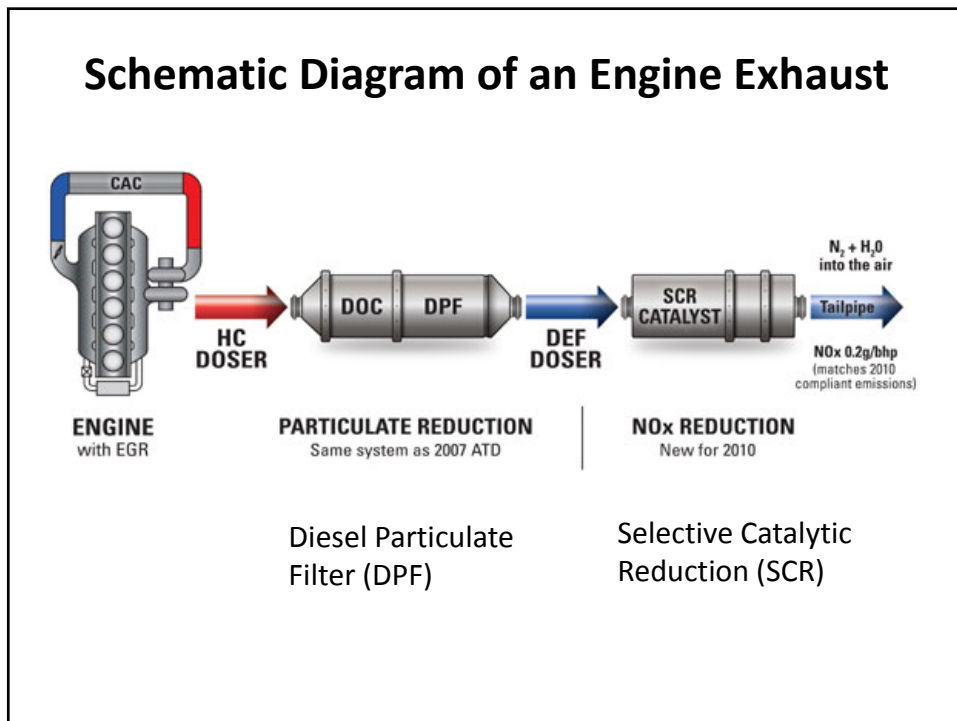 Schematic Diagram of an Engine Exhaust
CAC
ENGINE
with EGR
HC
DOSER
DOC
DPF
PARTICULATE REDUCTION
Same system as 2007 ATD
DEF
DOSER
SCR
CATALYST
NOx REDUCTION
New for 2010
N₂ + H₂0
into the air
Tailpipe
NOx 0.2g/bhp
(matches 2010
compliant emissions)
Diesel Particulate
Filter (DPF)
Selective Catalytic
Reduction (SCR)